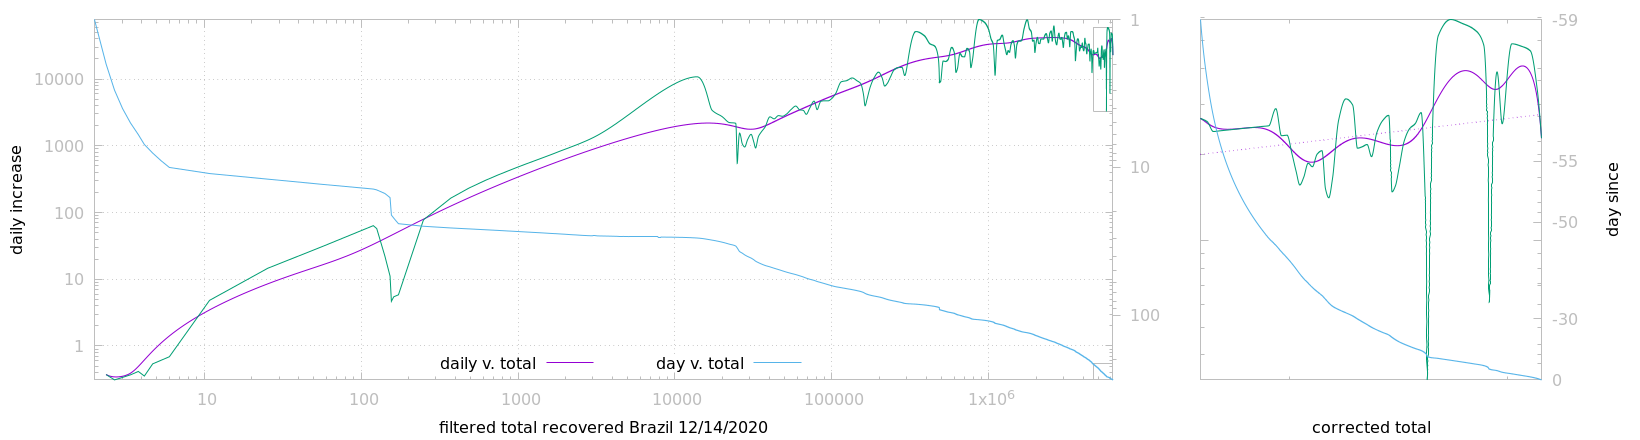 10000
1000
100
10
1
daily increase
10
100
1000
10000
100000
1x10⁶
filtered total recovered Brazil 12/14/2020
daily v. total
day v. total
1
10
100
-59
-55
-50
-30
0
day since
corrected total